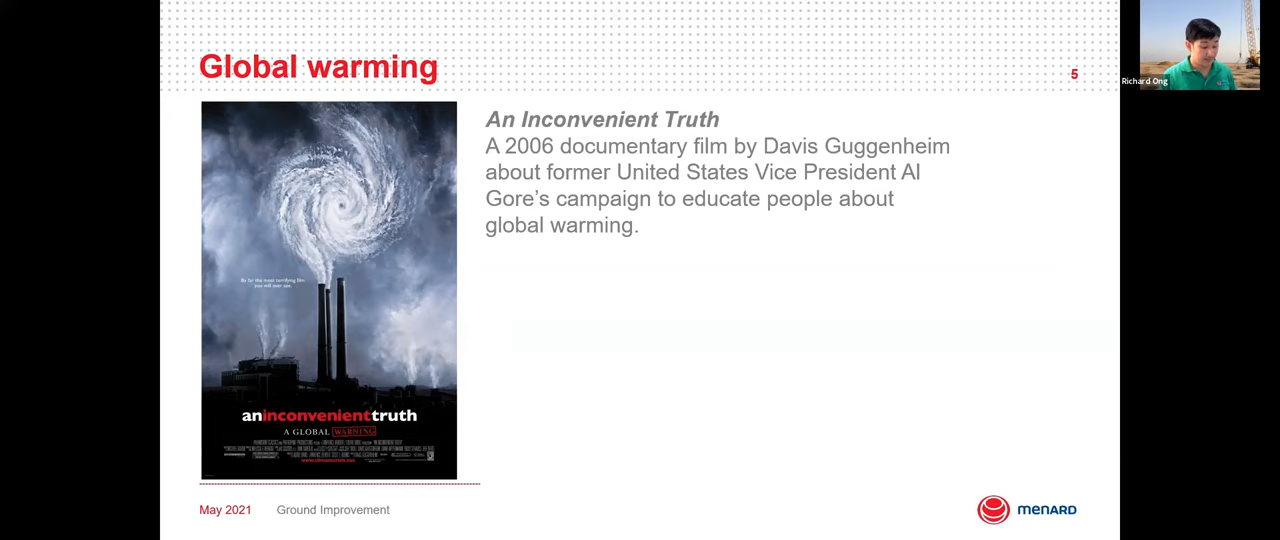 Global warming
5
Richard Ong
An Inconvenient Truth
A 2006 documentary film by Davis Guggenheim
about former United States Vice President Al
Gore's campaign to educate people about
global warming.
By far the most terrifying film
you will ever see.
aninconvenienttruth
A GLOBAL WARNING
May 2021
Ground Improvement
MENARD